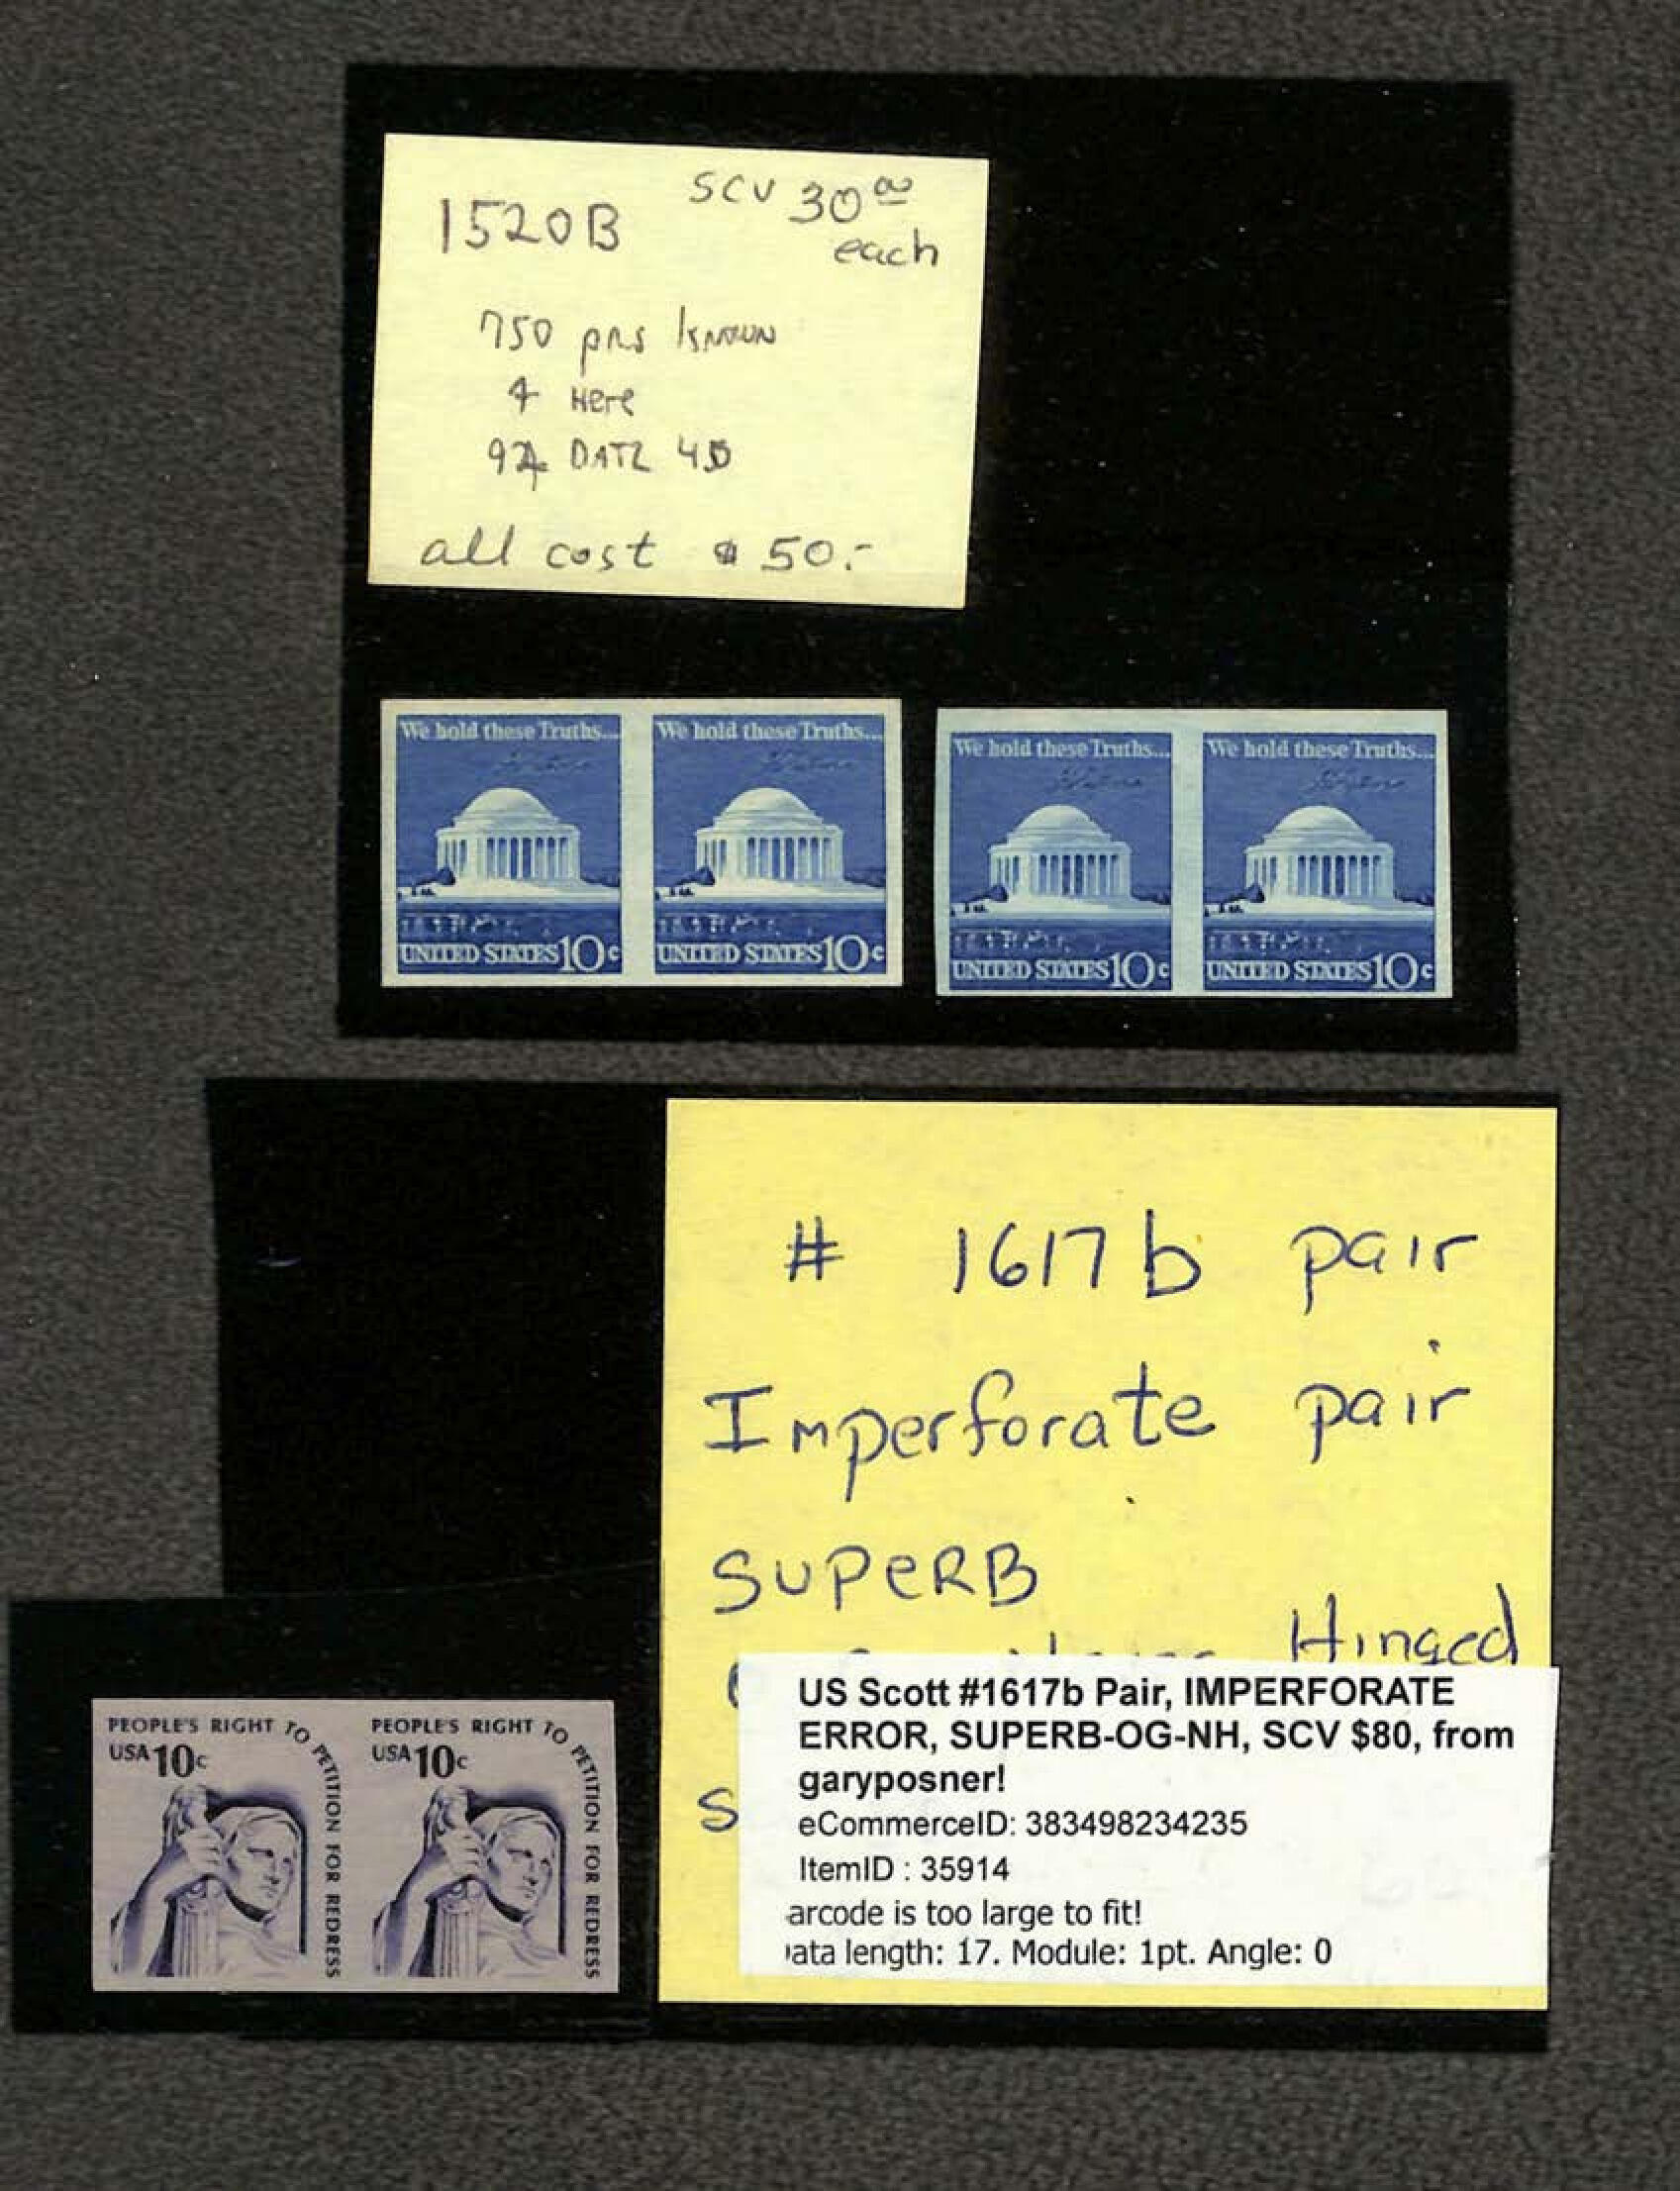 SCV 30.00
1520B each
750 prs known
4 Here
DATZ
all cost $50.-
We hold these Truths... We hold these Truths... We hold these Truths... We hold these Truths...
UNITED STATES 10c UNITED STATES 10c UNITED STATES 10c UNITED STATES 10c
# 1617b pair
Imperforate pair
SUPERB
Hinged
US Scott #1617b Pair, IMPERFORATE
ERROR, SUPERB-OG-NH, SCV $80, from
garyposner!
S
eCommerceID: 383498234235
ItemID : 35914
arcode is too large to fit!
ata length: 17. Module: 1pt. Angle: 0
PEOPLE'S RIGHT TO PETITION FOR REDRESS PEOPLE'S RIGHT TO PETITION FOR REDRESS
USA 10c USA 10c